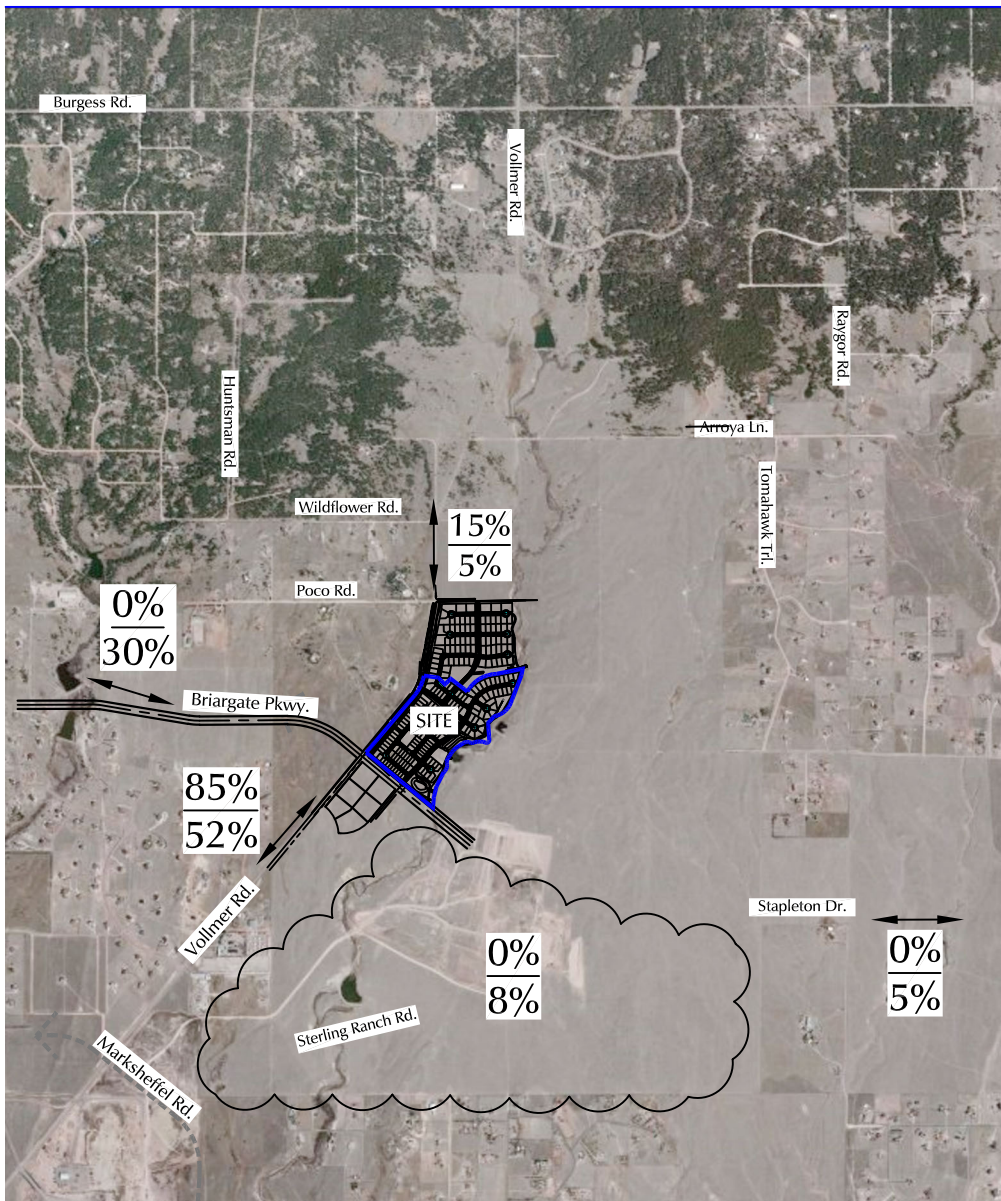 Burgess Rd.
Vollmer Rd.
Raygor Rd.
Huntsman Rd.
Arroya Ln.
Tomahawk Trl.
Wildflower Rd.
15%
5%
Poco Rd.
0%
30%
Briargate Pkwy.
SITE
85%
52%
Vollmer Rd.
Stapleton Dr.
0%
8%
0%
5%
Sterling Ranch Rd.
Marksheffel Rd.